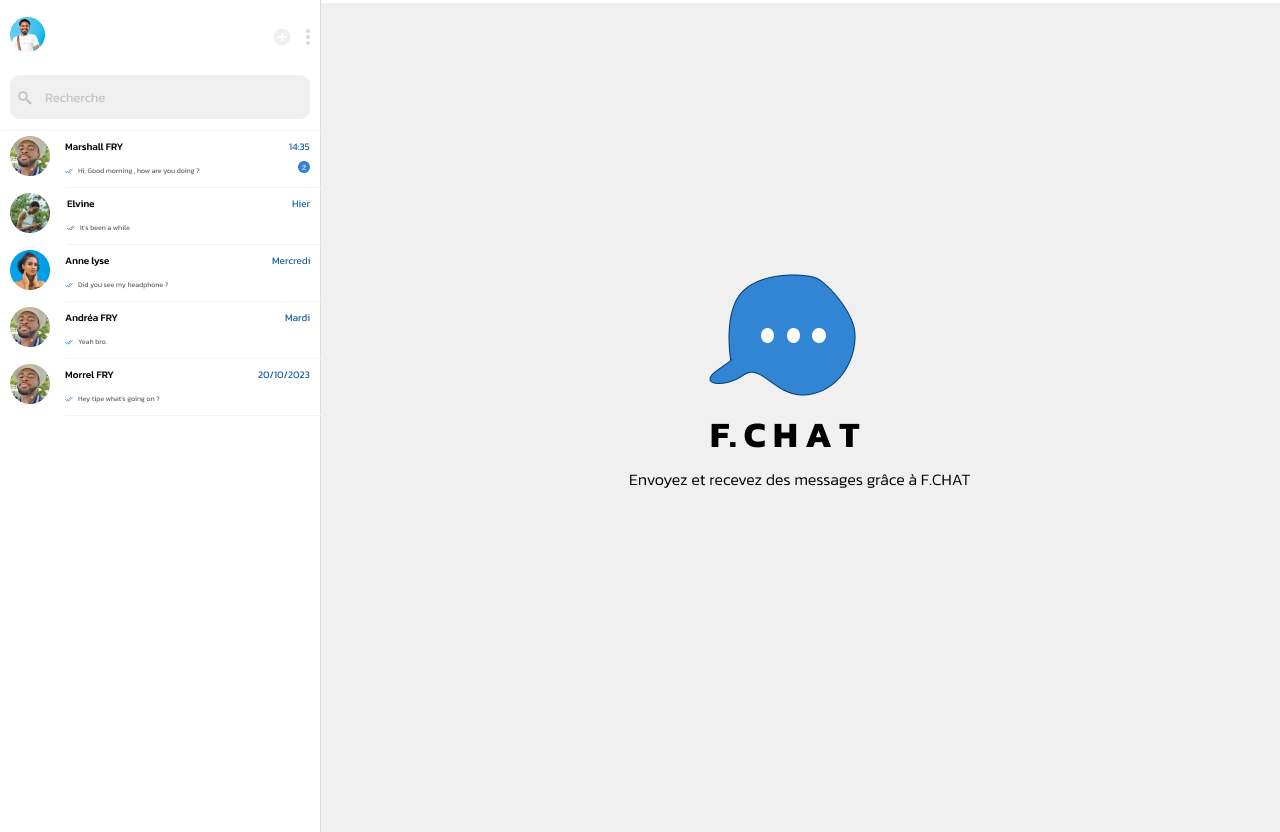 Recherche
Marshall FRY 14:35
Hi, Good morning , how are you doing ? 2
Elvine Hier
It's been a while
Anne lyse Mercredi
Did you see my headphone ?
Andréa FRY Mardi
Yeah bro.
Morrel FRY 20/10/2023
Hey tipe what's going on ?
F.CHAT
Envoyez et recevez des messages grâce à F.CHAT